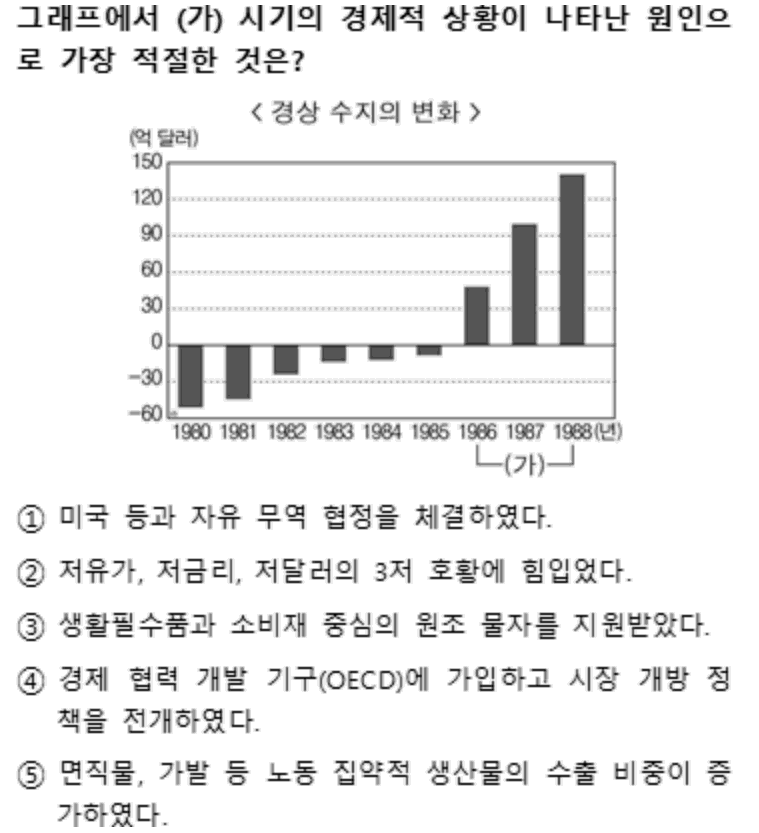 그래프에서 (가) 시기의 경제적 상황이 나타난 원인으
로 가장 적절한 것은?
< 경상 수지의 변화 >
(억 달러)
150
120
90
60
30
0
-30
-60
1980 1981 1982 1983 1984 1985 1986 1987 1988(년)
(가)
① 미국 등과 자유 무역 협정을 체결하였다.
② 저유가, 저금리, 저달러의 3저 호황에 힘입었다.
③ 생활필수품과 소비재 중심의 원조 물자를 지원받았다.
④ 경제 협력 개발 기구(OECD)에 가입하고 시장 개방 정
책을 전개하였다.
⑤ 면직물, 가발 등 노동 집약적 생산물의 수출 비중이 증
가하였다.